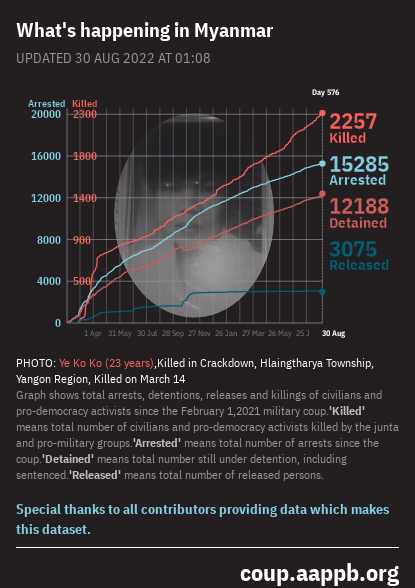 What's happening in Myanmar
UPDATED 30 AUG 2022 AT 01:08
Day 576
Arrested Killed
20000 2300
2257
Killed
16000 1800
15285
Arrested
12000 1400
12188
Detained
8000 900
3075
Released
4000 500
0
1 Apr 31 May 30 Jul 28 Sep 27 Nov 26 Jan 27 Mar 26 May 25 J 30 Aug
PHOTO: Ye Ko Ko (23 years),Killed in Crackdown, Hlaingtharya Township,
Yangon Region, Killed on March 14
Graph shows total arrests, detentions, releases and killings of civilians and
pro-democracy activists since the February 1,2021 military coup.'Killed'
means total number of civilians and pro-democracy activists killed by the junta
and pro-military groups.'Arrested' means total number of arrests since the
coup.'Detained' means total number still under detention, including
sentenced.'Released' means total number of released persons.
Special thanks to all contributors providing data which makes
this dataset.
coup.aappb.org